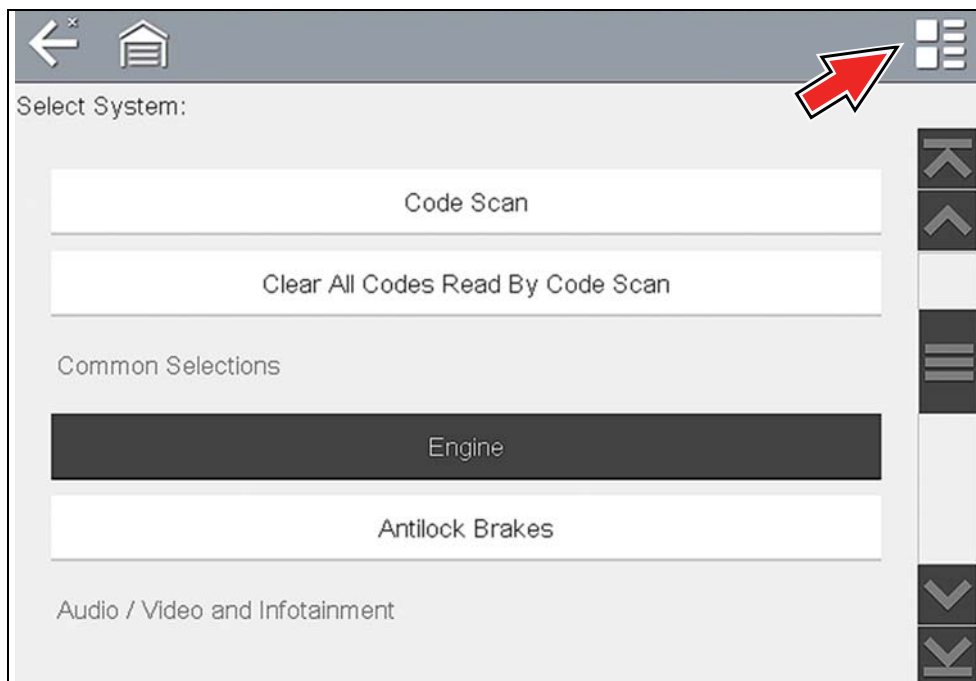 Select System:
Code Scan
Clear All Codes Read By Code Scan
Common Selections
Engine
Antilock Brakes
Audio / Video and Infotainment